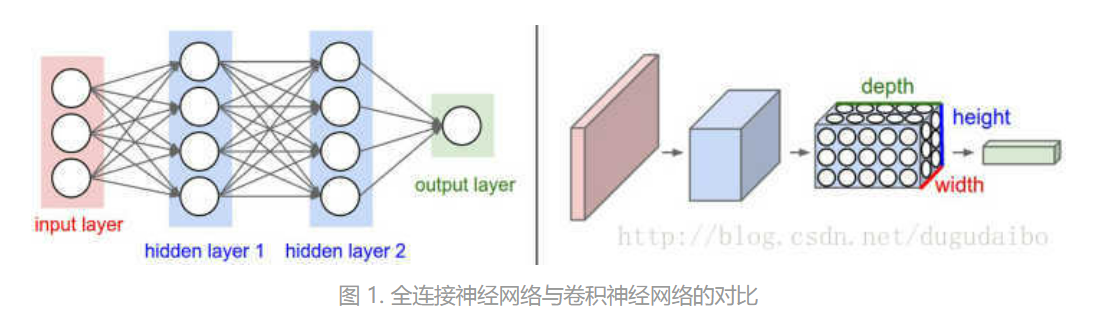 input layer
hidden layer 1
hidden layer 2
output layer
depth
height
width
http://blog.csdn.net/dugudaibo
图 1. 全连接神经网络与卷积神经网络的对比